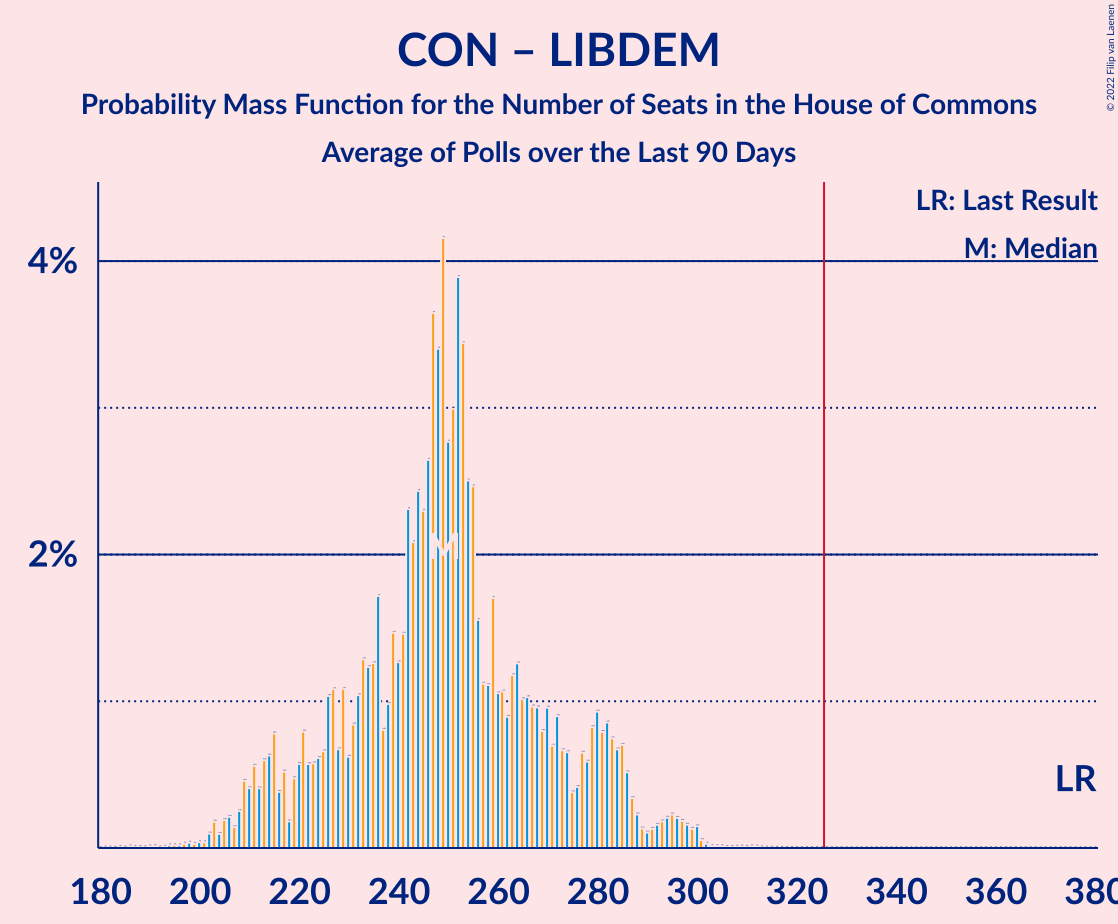 CON – LIBDEM
Probability Mass Function for the Number of Seats in the House of Commons
Average of Polls over the Last 90 Days
© 2022 Filip van Laenen
LR: Last Result
M: Median
4%
2%
M
LR
180 200 220 240 260 280 300 320 340 360 380